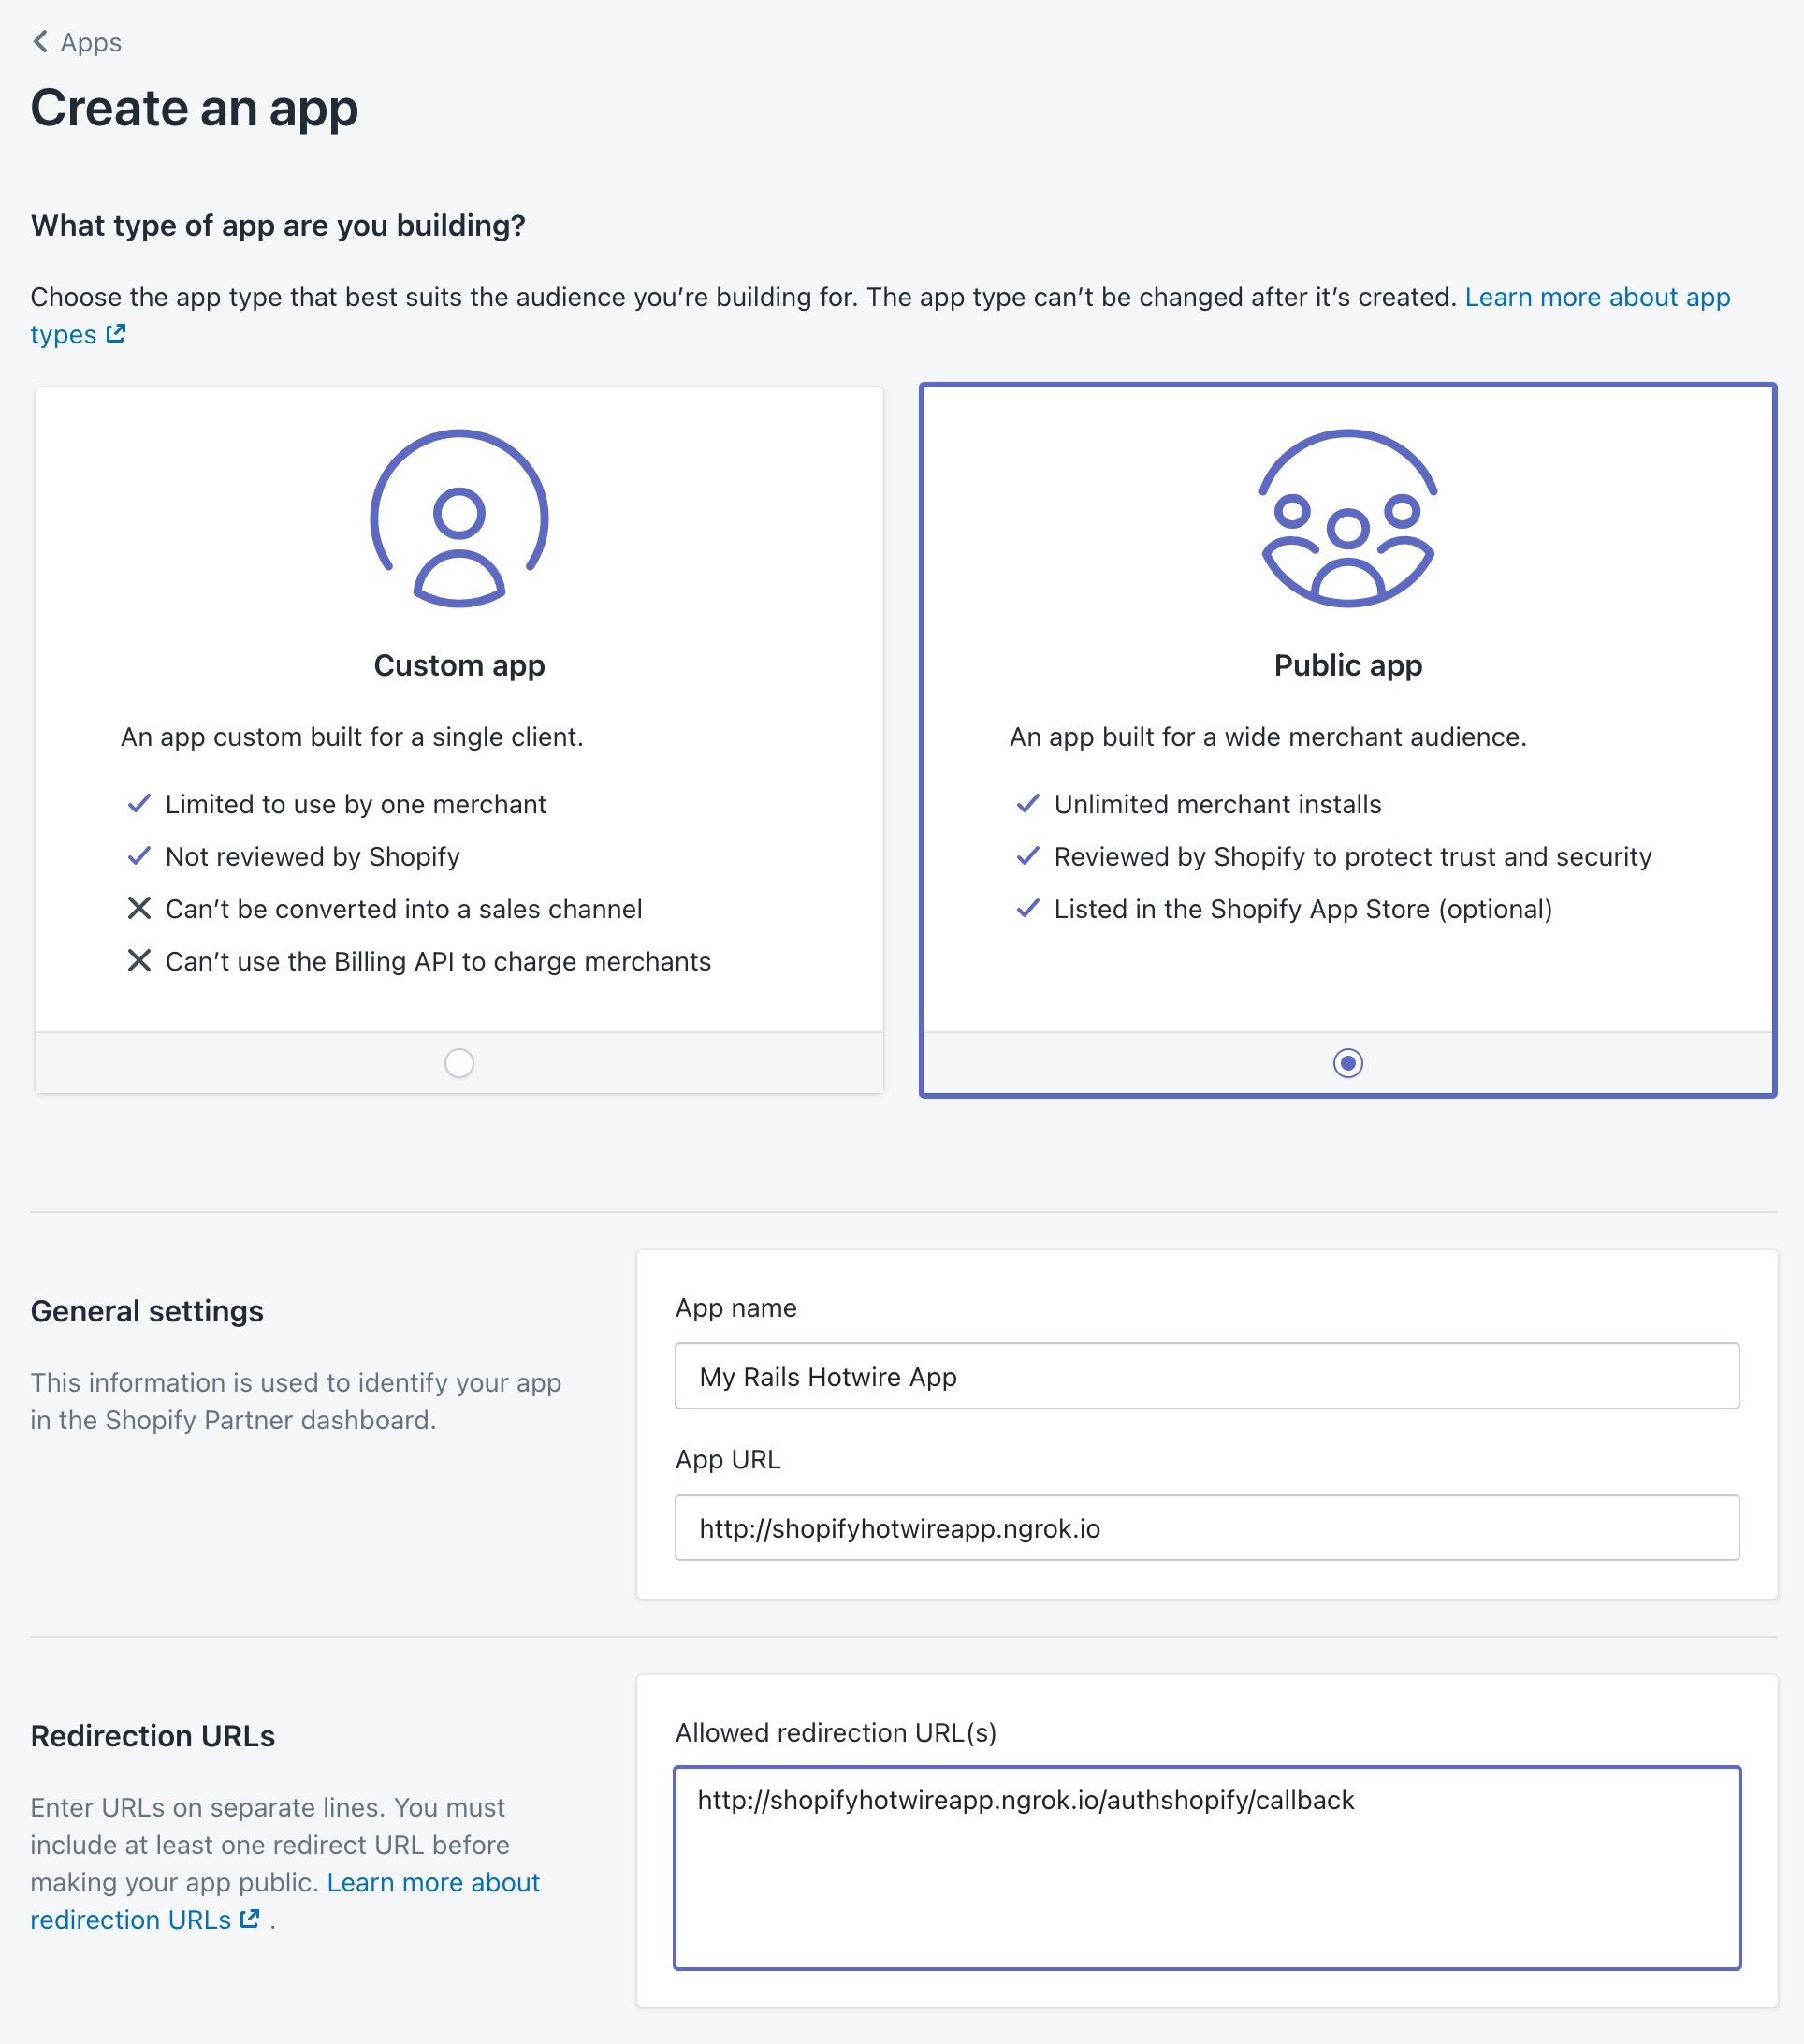 Apps
Create an app
What type of app are you building?
Choose the app type that best suits the audience you’re building for. The app type can’t be changed after it’s created. Learn more about app
types
Custom app
An app custom built for a single client.
Limited to use by one merchant
Not reviewed by Shopify
Can’t be converted into a sales channel
Can’t use the Billing API to charge merchants
Public app
An app built for a wide merchant audience.
Unlimited merchant installs
Reviewed by Shopify to protect trust and security
Listed in the Shopify App Store (optional)
General settings
This information is used to identify your app
in the Shopify Partner dashboard.
App name
My Rails Hotwire App
App URL
http://shopifyhotwireapp.ngrok.io
Redirection URLs
Enter URLs on separate lines. You must
include at least one redirect URL before
making your app public. Learn more about
redirection URLs .
Allowed redirection URL(s)
http://shopifyhotwireapp.ngrok.io/authshopify/callback